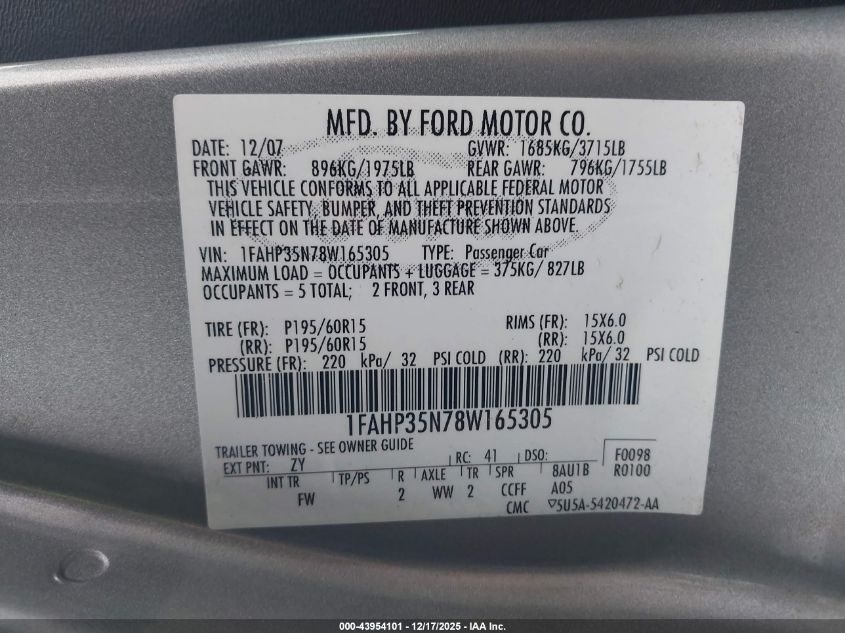 MFD. BY FORD MOTOR CO.
DATE: 12/07 GVWR: 1685KG/3715LB
FRONT GAWR: 896KG/1975LB REAR GAWR: 796KG/1755LB
THIS VEHICLE CONFORMS TO ALL APPLICABLE FEDERAL MOTOR
VEHICLE SAFETY, BUMPER, AND THEFT PREVENTION STANDARDS
IN EFFECT ON THE DATE OF MANUFACTURE SHOWN ABOVE.
VIN: 1FAHP35N78W165305 TYPE: Passenger Car
MAXIMUM LOAD = OCCUPANTS + LUGGAGE = 375KG/ 827LB
OCCUPANTS = 5 TOTAL; 2 FRONT, 3 REAR
TIRE (FR): P195/60R15 RIMS (FR): 15X6.0
(RR): P195/60R15 (RR): 15X6.0
PRESSURE (FR): 220 kPa/ 32 PSI COLD (RR): 220 kPa/ 32 PSI COLD
1FAHP35N78W165305
TRAILER TOWING - SEE OWNER GUIDE
EXT PNT: ZY RC: 41 DSO: F0098
INT TR TP/PS R AXLE TR SPR 8AU1B R0100
FW 2 WW 2 CCFF A05
CMC ▽5U5A-5420472-AA
000-43954101 - 12/17/2025 - IAA Inc.